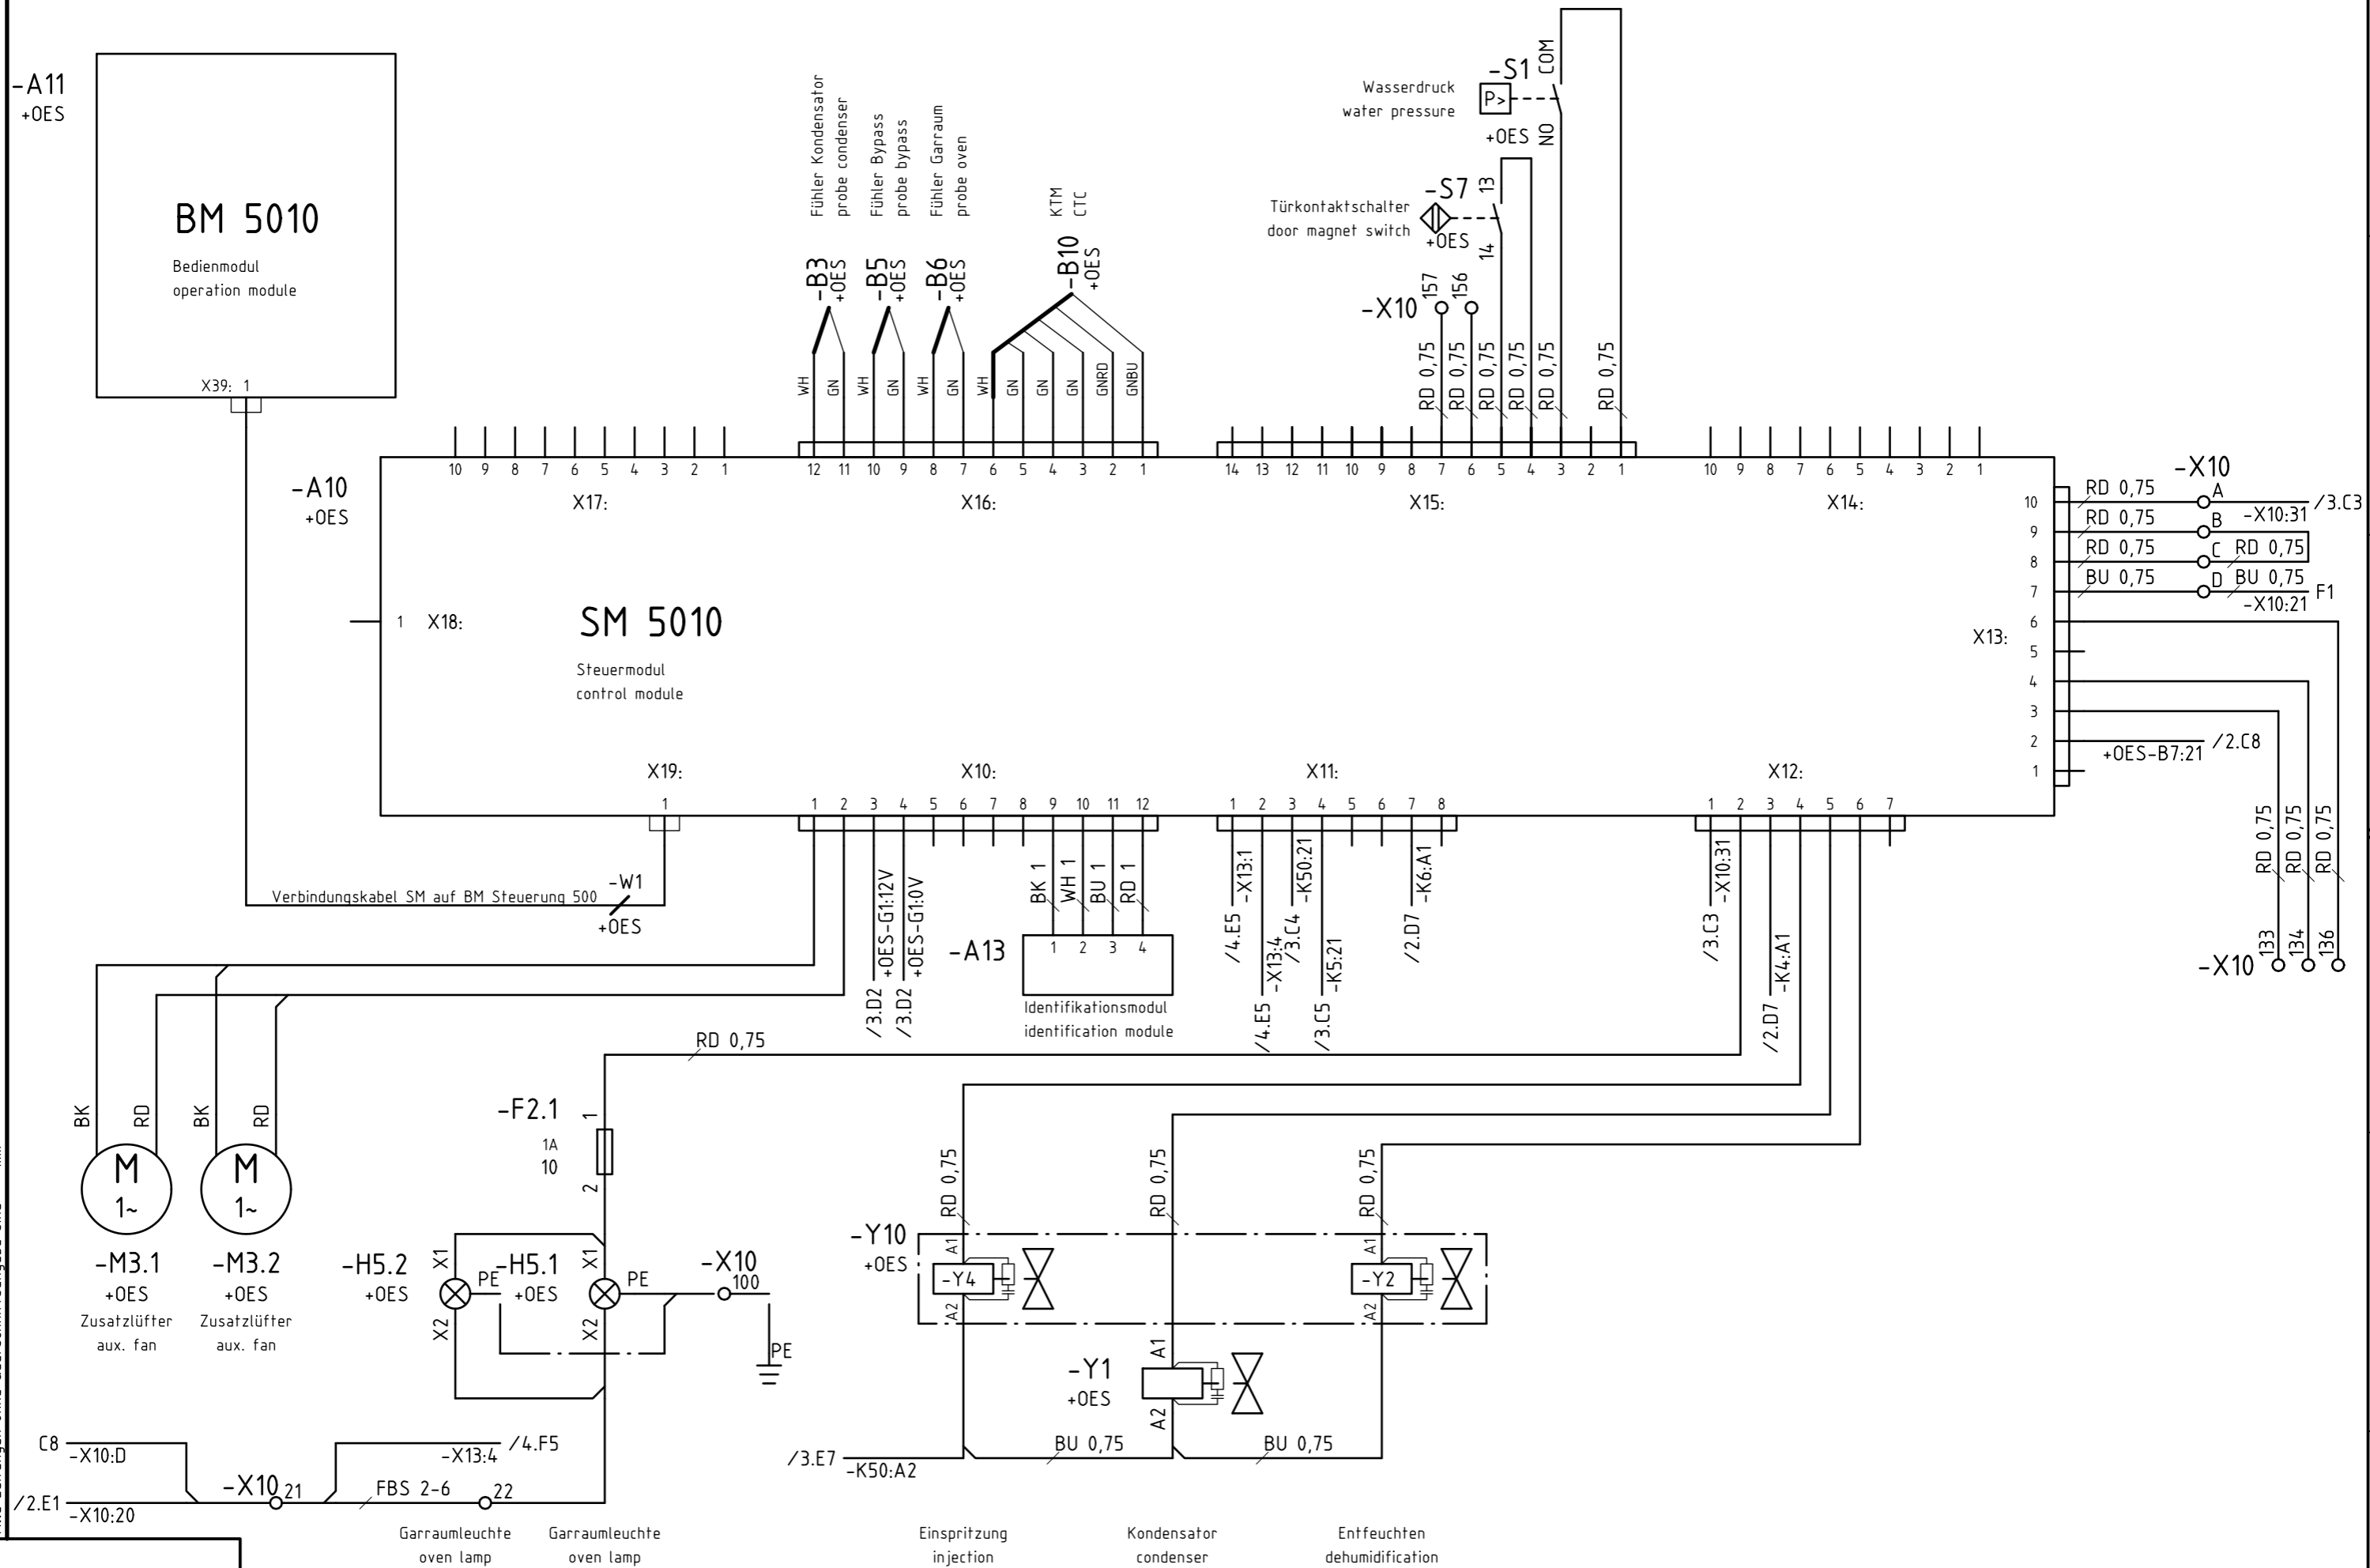 -A11
+OES
BM 5010
Bedienmodul
operation module
X39: 1
Fühler Kondensator
probe condenser
Fühler Bypass
probe bypass
Fühler Garraum
probe oven
KTM
CTC
-B3
+OES
-B5
+OES
-B6
+OES
-B10
+OES
WH
GN
WH
GN
WH
GN
WH
GN
GN
GN
GNRD
GNBU
Wasserdruck
water pressure
-S1
P>
+OES
COM
NO
Türkontaktschalter
door magnet switch
-S7
+OES
13
14
-X10
157
156
RD 0,75
RD 0,75
RD 0,75
RD 0,75
RD 0,75
RD 0,75
-A10
+OES
10 9 8 7 6 5 4 3 2 1
X17:
12 11 10 9 8 7 6 5 4 3 2 1
X16:
14 13 12 11 10 9 8 7 6 5 4 3 2 1
X15:
10 9 8 7 6 5 4 3 2 1
X14:
1 X18:
SM 5010
Steuermodul
control module
X13:
10
9
8
7
6
5
4
3
2
1
-X10
RD 0,75
A
-X10:31
/3.C3
RD 0,75
B
RD 0,75
C
RD 0,75
BU 0,75
D
BU 0,75
-X10:21
F1
+OES-B7:21
/2.C8
RD 0,75
RD 0,75
RD 0,75
-X10
133
134
136
X19:
1
X10:
1 2 3 4 5 6 7 8 9 10 11 12
X11:
1 2 3 4 5 6 7 8
X12:
1 2 3 4 5 6 7
Verbindungskabel SM auf BM Steuerung 500
-W1
+OES
/3.D2
+OES-G1:12V
/3.D2
+OES-G1:0V
BK 1
WH 1
BU 1
RD 1
-A13
1 2 3 4
Identifikationsmodul
identification module
/4.E5
-X13:1
/4.E5
-X13:4
/3.C4
-K50:21
/3.C5
-K5:21
/2.D7
-K6:A1
/3.C3
-X10:31
/2.D7
-K4:A1
RD 0,75
BK
RD
BK
RD
M
1~
M
1~
-M3.1
+OES
Zusatzlüfter
aux. fan
-M3.2
+OES
Zusatzlüfter
aux. fan
-F2.1
1A
10
1
2
-H5.2
+OES
X1
X2
PE
-H5.1
+OES
X1
X2
PE
-X10
100
PE
RD 0,75
RD 0,75
RD 0,75
-Y10
+OES
A1
-Y4
A2
A1
-Y2
A2
-Y1
+OES
A1
A2
BU 0,75
BU 0,75
/3.E7
-K50:A2
C8
-X10:D
-X13:4
/4.F5
/2.E1
-X10:20
-X10
21
FBS 2-6
22
Garraumleuchte
oven lamp
Garraumleuchte
oven lamp
Einspritzung
injection
Kondensator
condenser
Entfeuchten
dehumidification